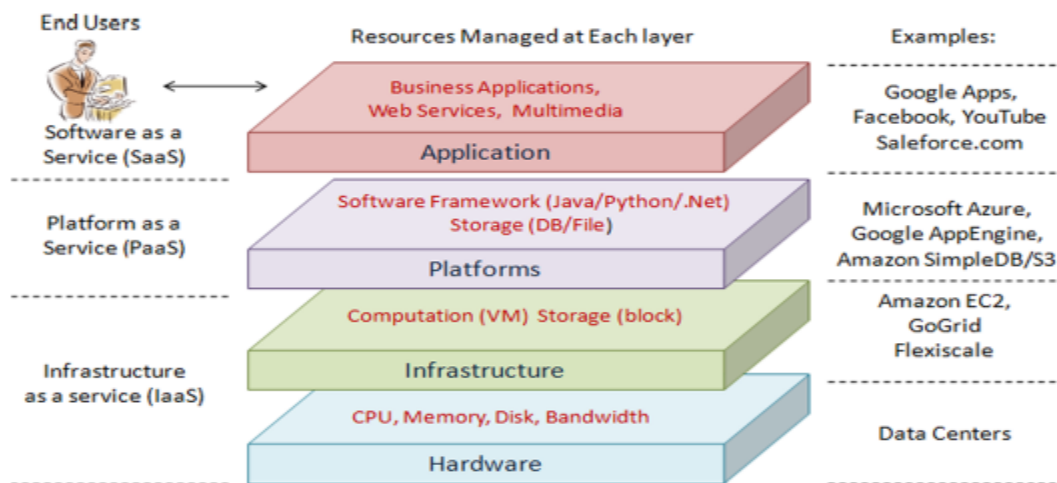 End Users
Resources Managed at Each layer
Examples:
Business Applications,
Web Services, Multimedia
Application
Software as a
Service (SaaS)
Google Apps,
Facebook, YouTube
Saleforce.com
Software Framework (Java/Python/.Net)
Storage (DB/File)
Platforms
Platform as a
Service (PaaS)
Microsoft Azure,
Google AppEngine,
Amazon SimpleDB/S3
Computation (VM) Storage (block)
Infrastructure
Amazon EC2,
GoGrid
Flexiscale
Infrastructure
as a service (IaaS)
CPU, Memory, Disk, Bandwidth
Hardware
Data Centers